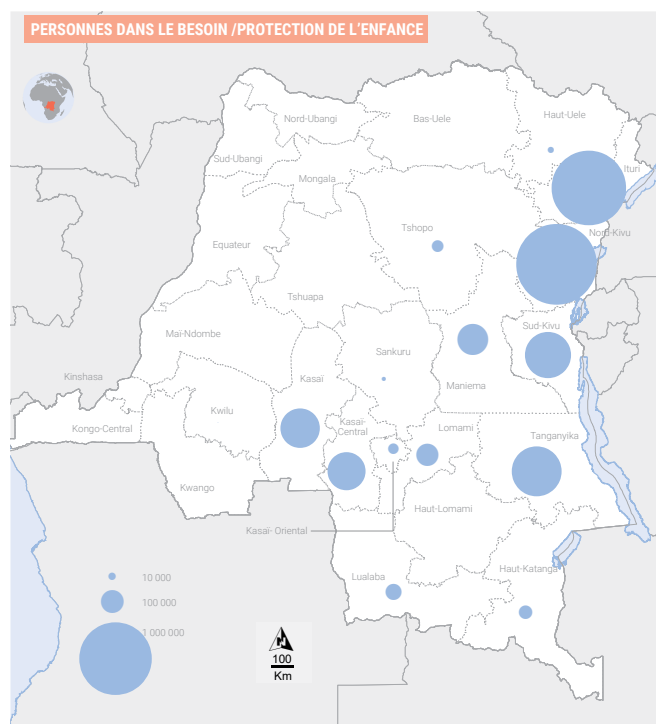 PERSONNES DANS LE BESOIN /PROTECTION DE L'ENFANCE
Haut-Uele
Nord-Ubangi
Bas-Uele
Sud-Ubangi
Ituri
Mongala
Tshopo
Nord-Kivu
Equateur
Tshuapa
Sud-Kivu
Maï-Ndombe
Sankuru
Kasaï
Maniema
Kinshasa
Kwilu
Kasaï-
Central
Lomami
Kongo-Central
Tanganyika
Kwango
Haut-Lomami
Kasaï- Oriental
Haut-Katanga
Lualaba
10 000
100 000
1 000 000
N
100
Km